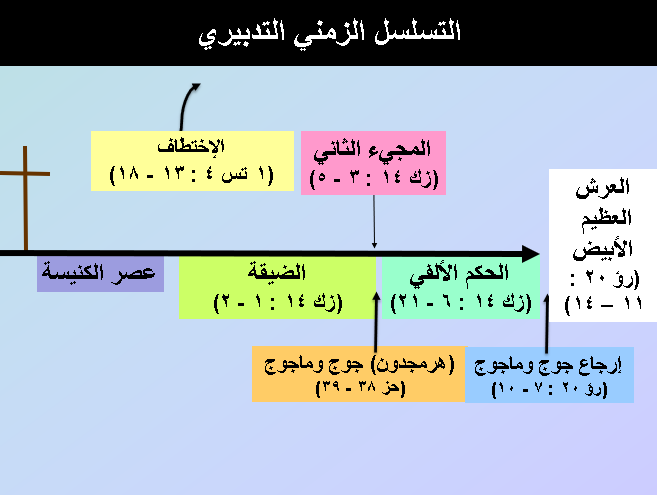 التسلسل الزمني التدبيري
الإختطاف
(١ تس ٤ : ١٣ - ١٨)
المجيء الثاني
(زك ١٤ : ٣ - ٥)
العرش
العظيم
الأبيض
(رؤ ٢٠ :
١١ – ١٤)
عصر الكنيسة
الضيقة
(زك ١٤ : ١ - ٢)
الحكم الألفي
(زك ١٤ : ٦ - ٢١)
(هرمجدون) جوج وماجوج
(حز ٣٨ - ٣٩)
إرجاع جوج وماجوج
(رؤ ٢٠ : ٧ - ١٠)